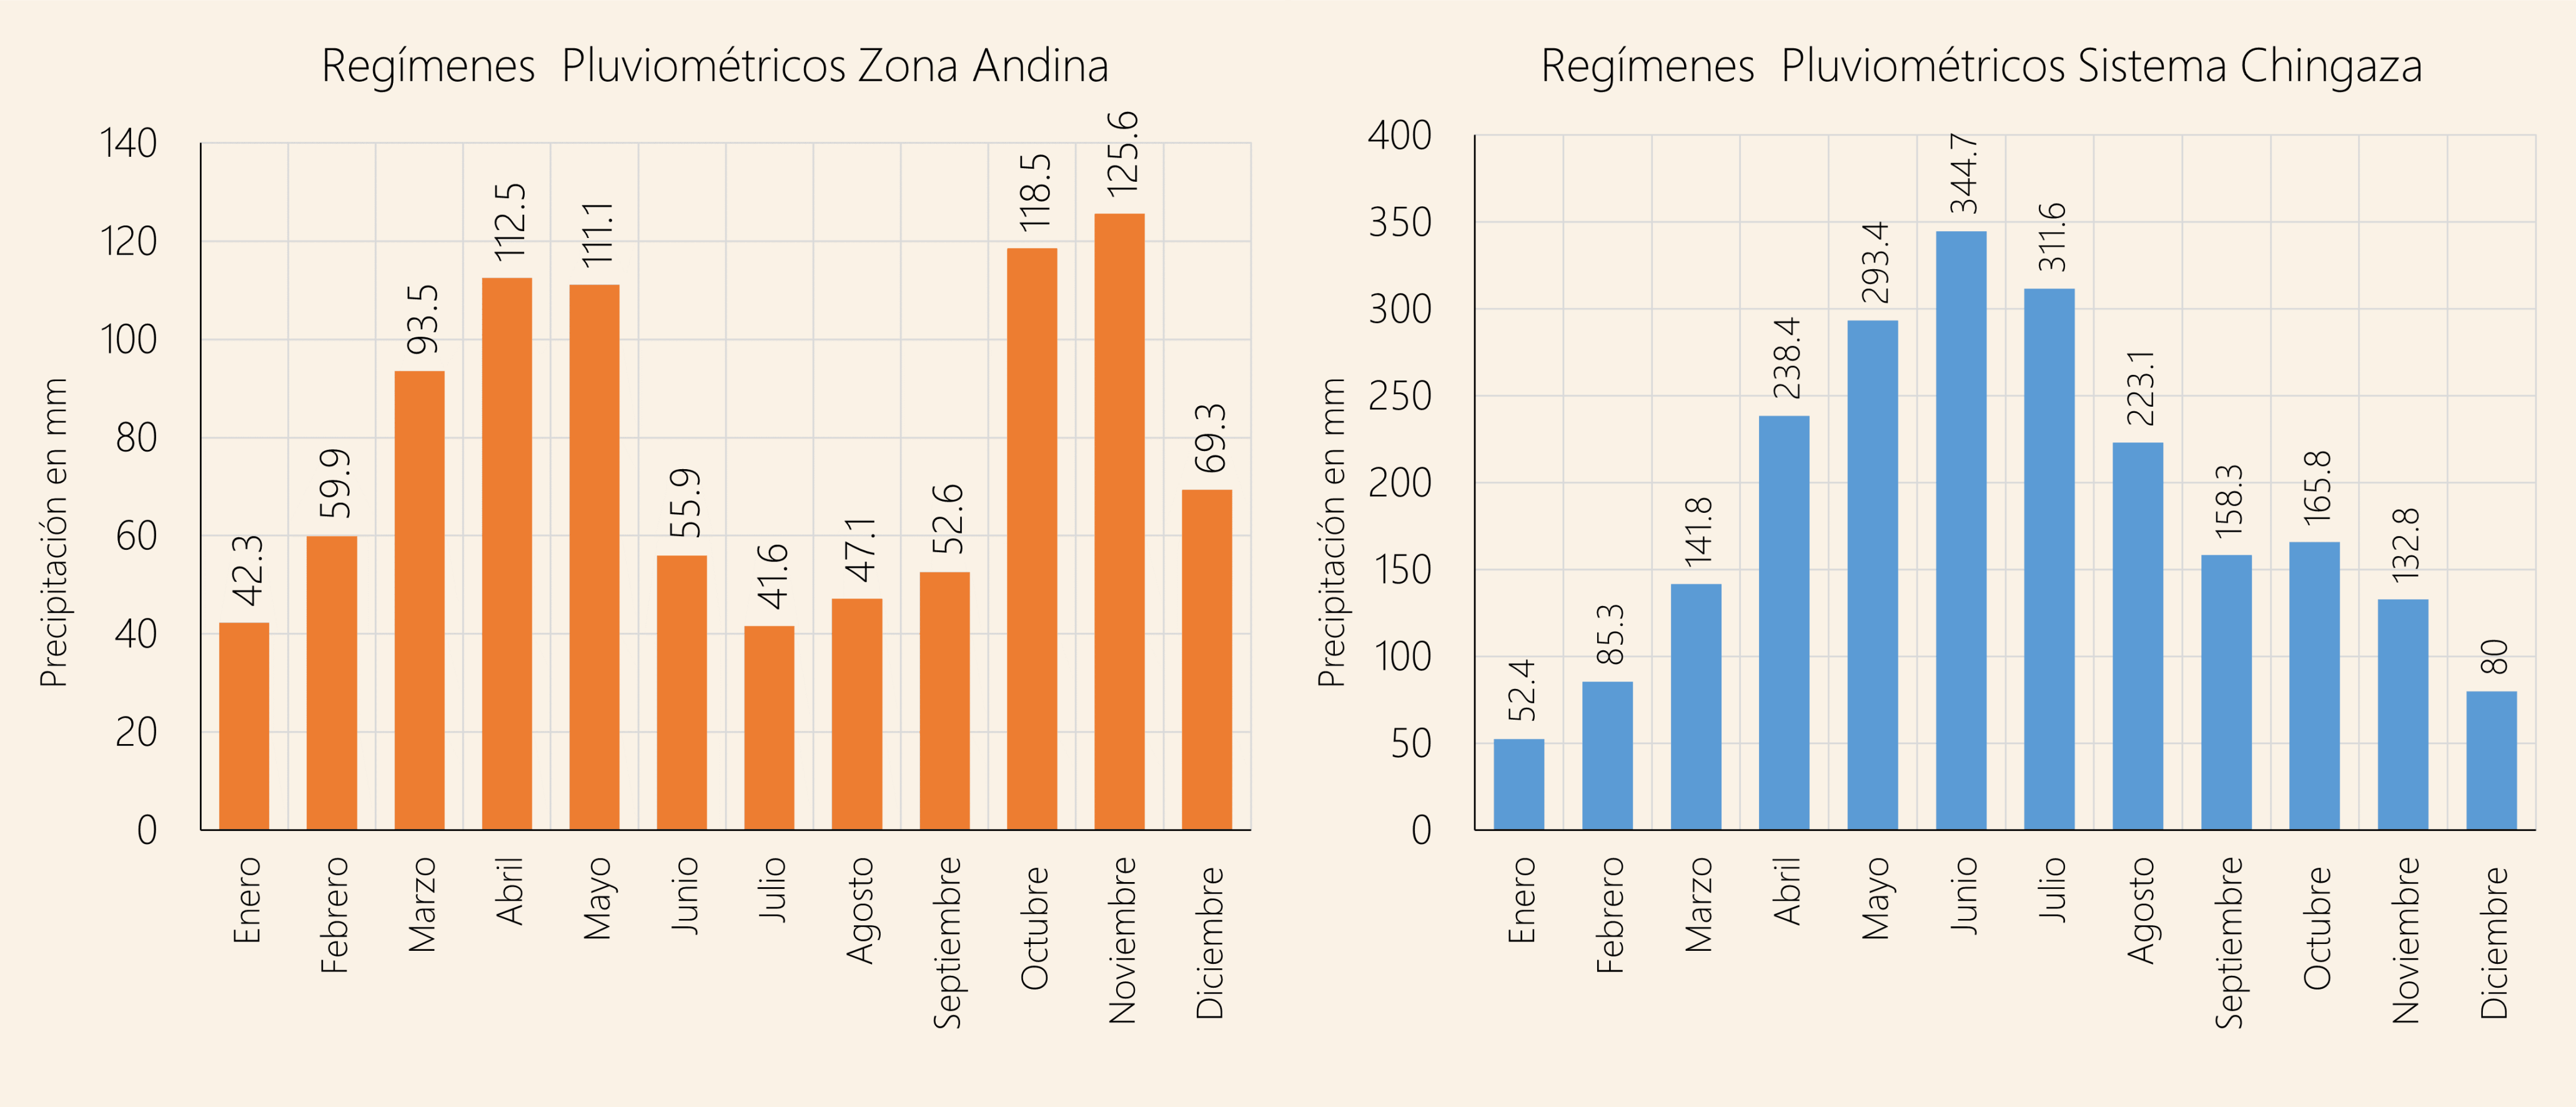 Regímenes  Pluviométricos Zona Andina
Precipitación en mm
140
120
100
80
60
40
20
0
42.3
59.9
93.5
112.5
111.1
55.9
41.6
47.1
52.6
118.5
125.6
69.3
Enero
Febrero
Marzo
Abril
Mayo
Junio
Julio
Agosto
Septiembre
Octubre
Noviembre
Diciembre
Regímenes  Pluviométricos Sistema Chingaza
Precipitación en mm
400
350
300
250
200
150
100
50
0
52.4
85.3
141.8
238.4
293.4
344.7
311.6
223.1
158.3
165.8
132.8
80
Enero
Febrero
Marzo
Abril
Mayo
Junio
Julio
Agosto
Septiembre
Octubre
Noviembre
Diciembre